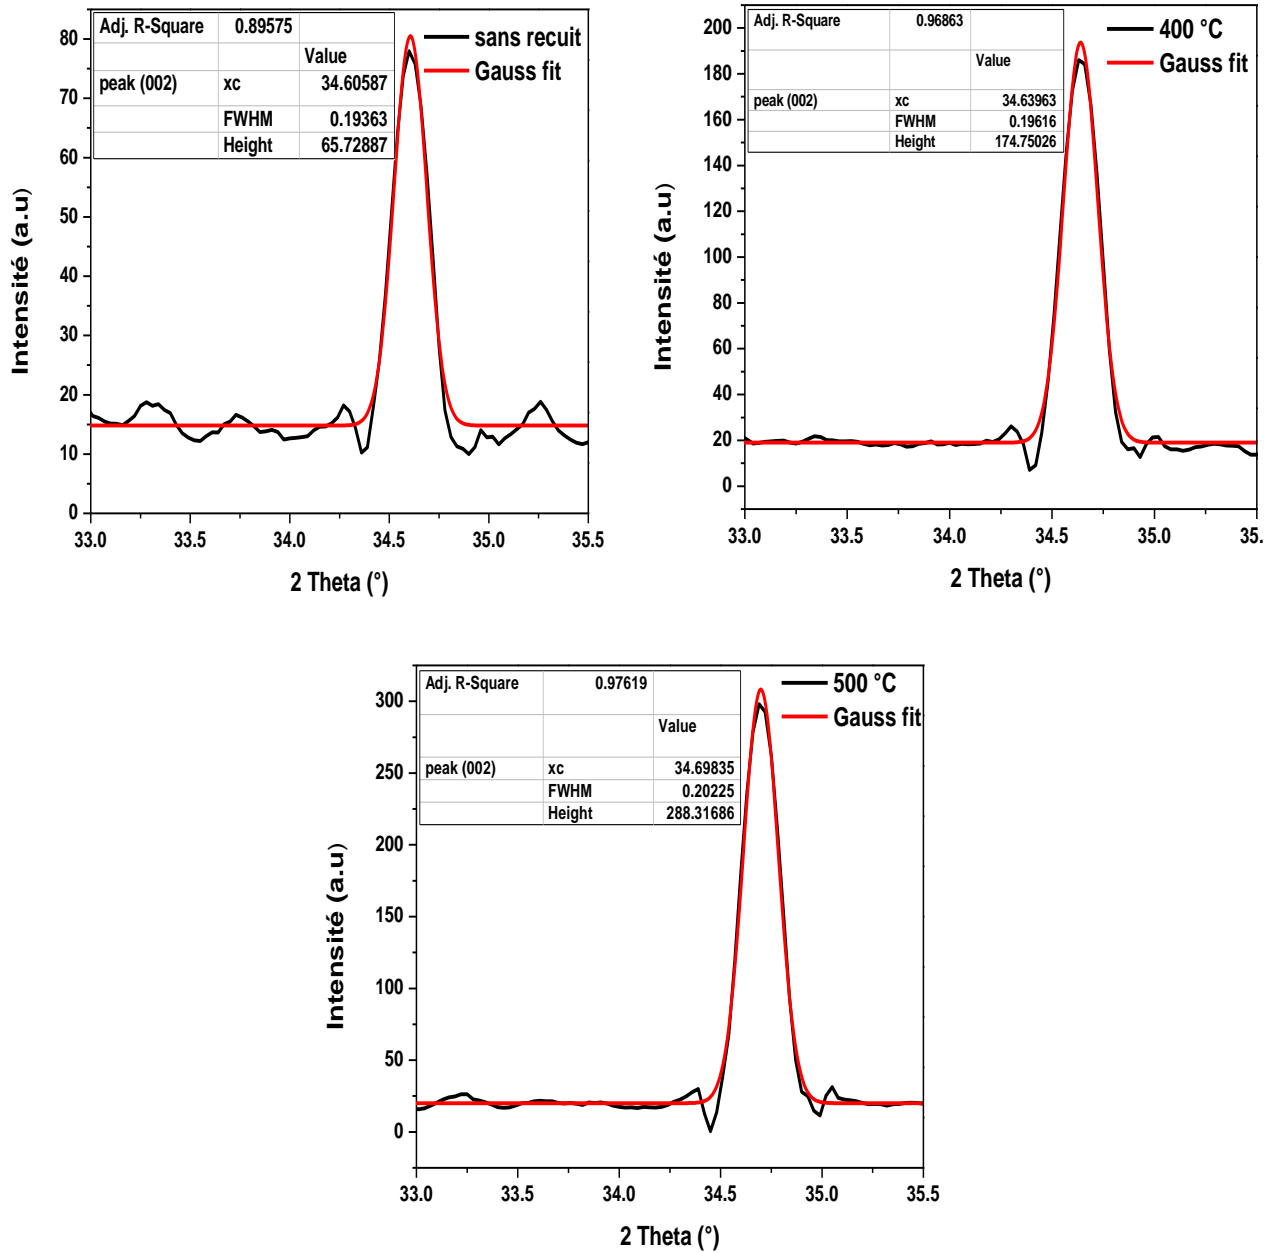 Adj. R-Square 0.89575
Value
peak (002) xc 34.60587
FWHM 0.19363
Height 65.72887
sans recuit
Gauss fit
80
70
60
50
40
30
20
10
0
Intensité (a.u)
33.0 33.5 34.0 34.5 35.0 35.5
2 Theta (°)
Adj. R-Square 0.96863
Value
peak (002) xc 34.63963
FWHM 0.19616
Height 174.75026
400 °C
Gauss fit
200
180
160
140
120
100
80
60
40
20
0
Intensité (a.u)
33.0 33.5 34.0 34.5 35.0 35.
2 Theta (°)
Adj. R-Square 0.97619
Value
peak (002) xc 34.69835
FWHM 0.20225
Height 288.31686
500 °C
Gauss fit
300
250
200
150
100
50
0
Intensité (a.u)
33.0 33.5 34.0 34.5 35.0 35.5
2 Theta (°)